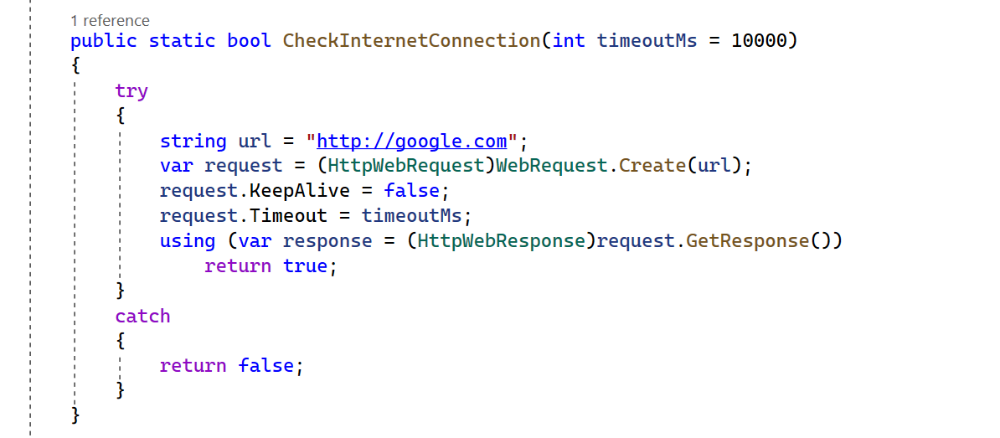 1 reference
public static bool CheckInternetConnection(int timeoutMs = 10000)
{
try
{
string url = "http://google.com";
var request = (HttpWebRequest)WebRequest.Create(url);
request.KeepAlive = false;
request.Timeout = timeoutMs;
using (var response = (HttpWebResponse)request.GetResponse())
return true;
}
catch
{
return false;
}
}